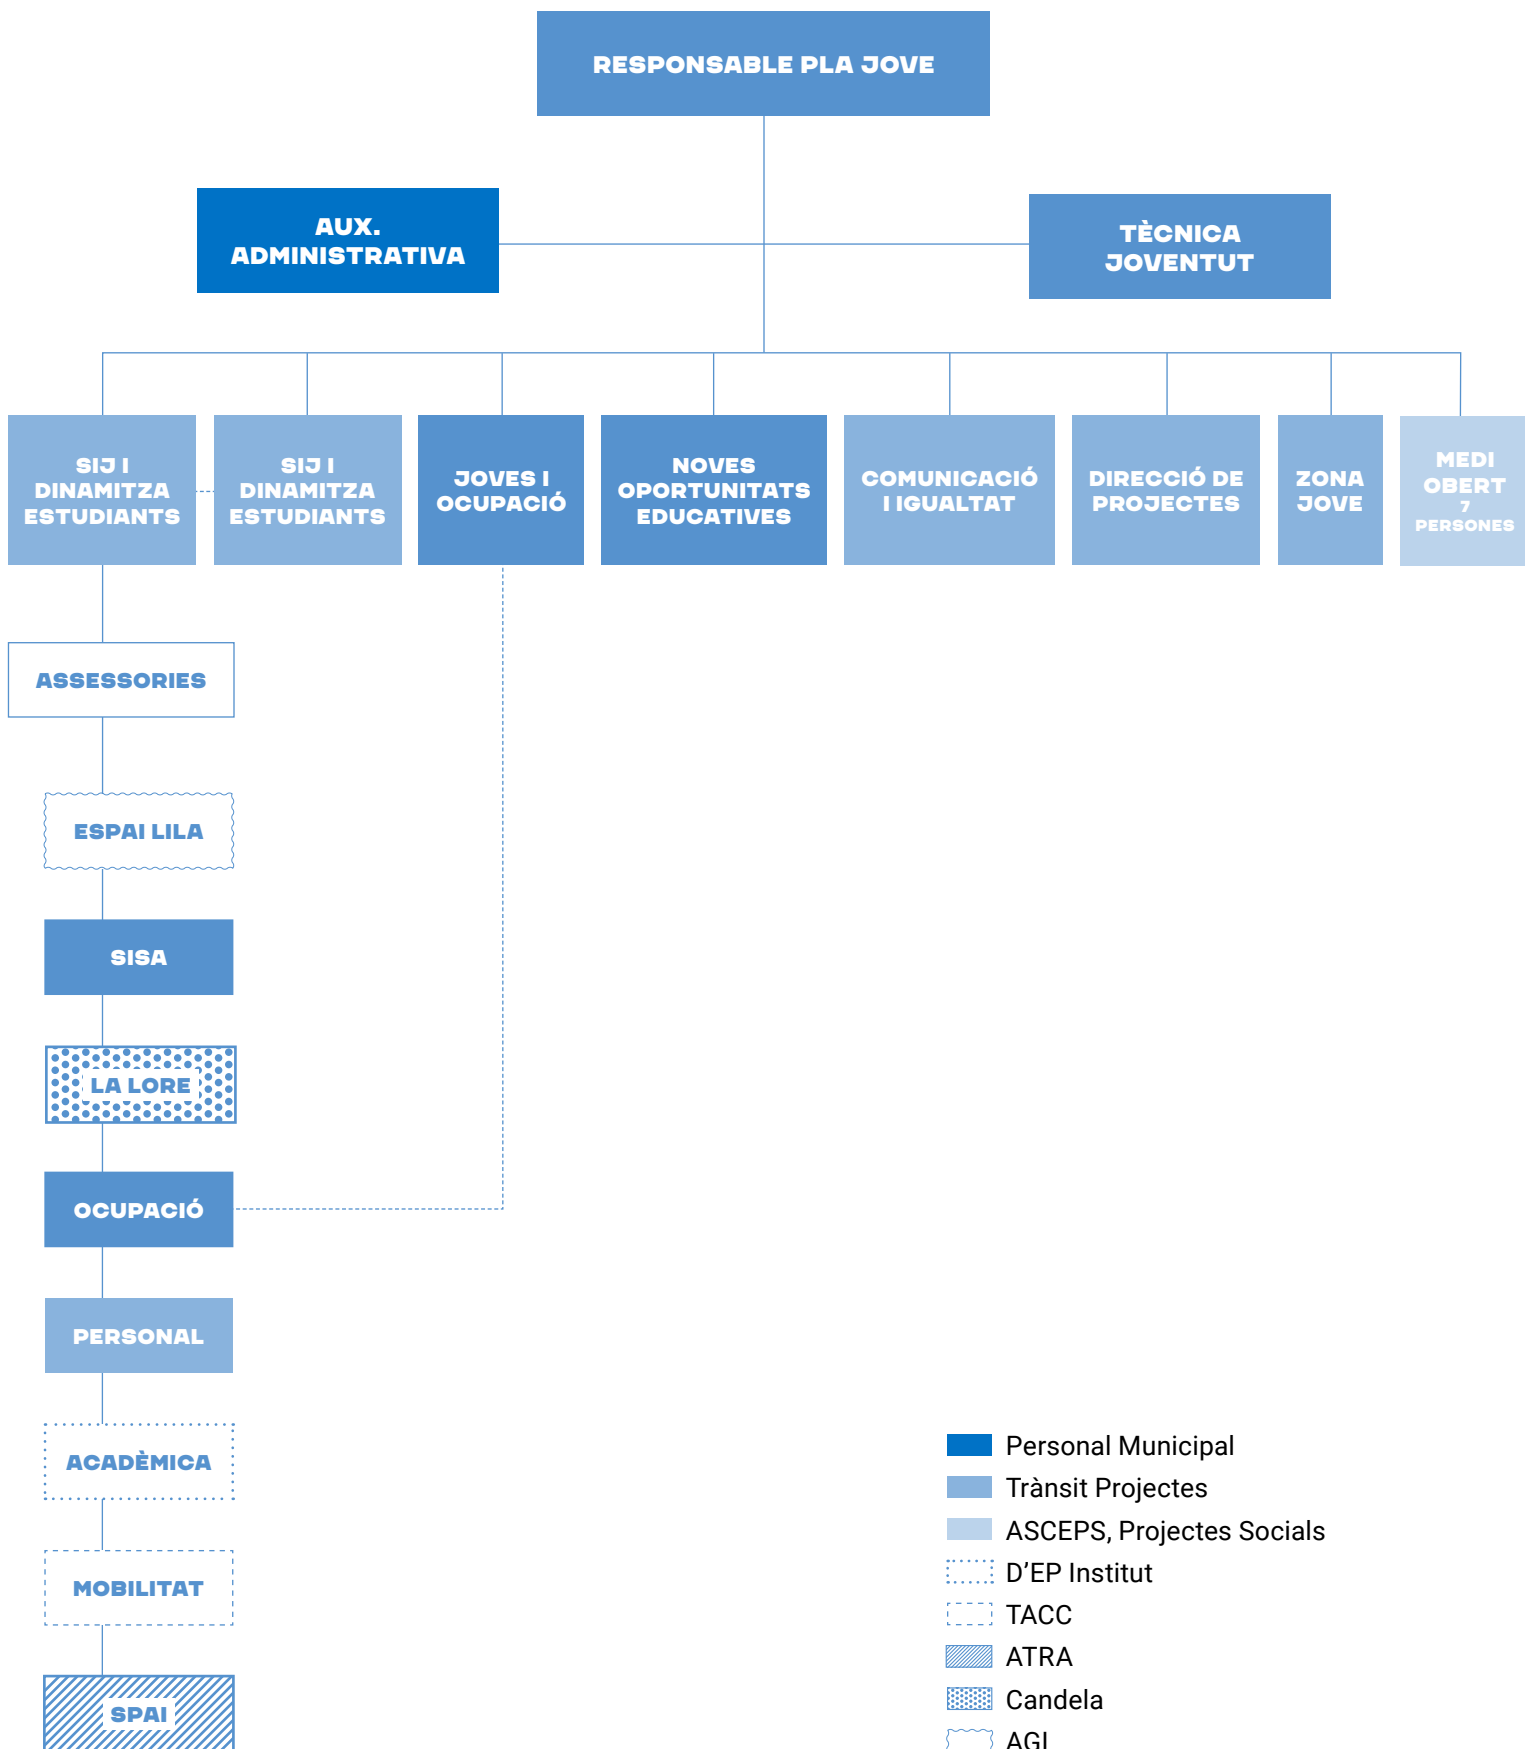 RESPONSABLE PLA JOVE
AUX.
ADMINISTRATIVA
TÈCNICA
JOVENTUT
SIJ I
DINAMITZA
ESTUDIANTS
SIJ I
DINAMITZA
ESTUDIANTS
JOVES I
OCUPACIÓ
NOVES
OPORTUNITATS
EDUCATIVES
COMUNICACIÓ
I IGUALTAT
DIRECCIÓ DE
PROJECTES
ZONA
JOVE
MEDI
OBERT
7
PERSONES
ASSESSORIES
ESPAI LILA
SISA
LA LORE
OCUPACIÓ
PERSONAL
ACADÈMICA
MOBILITAT
SPAI
Personal Municipal
Trànsit Projectes
ASCEPS, Projectes Socials
D'EP Institut
TACC
ATRA
Candela
AGI